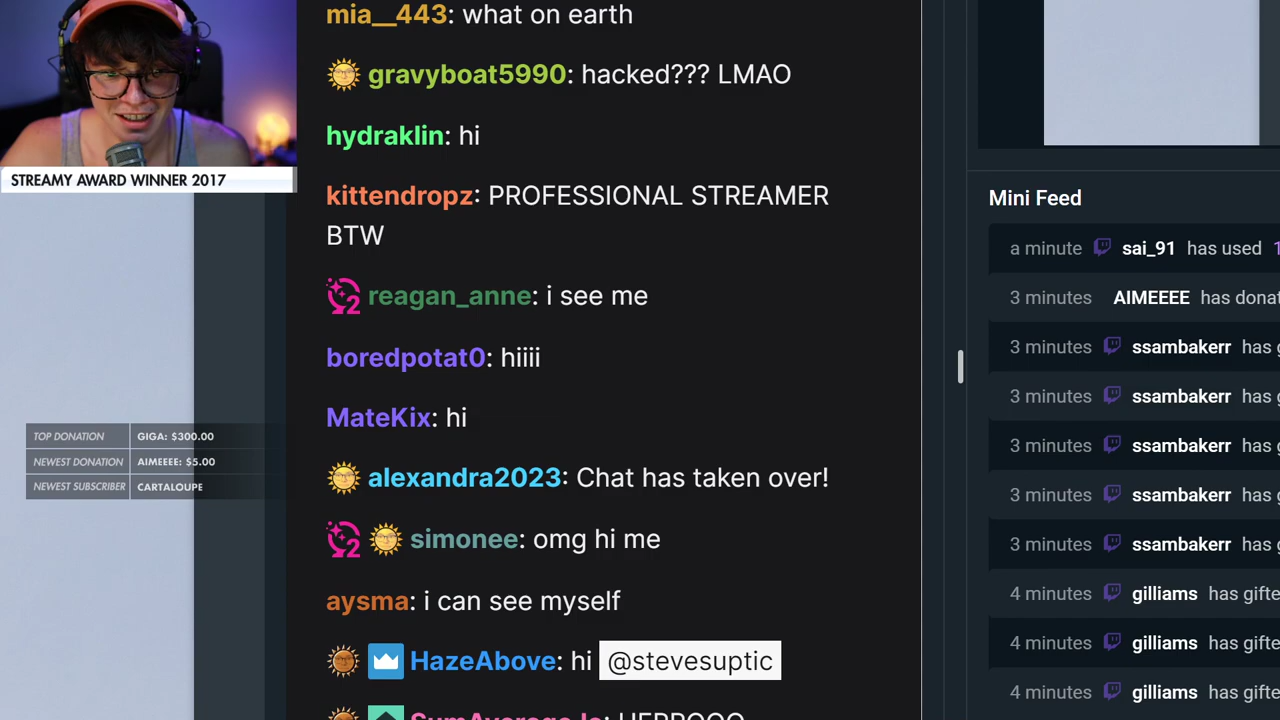 mia__443: what on earth
gravyboat5990: hacked??? LMAO
hydraklin: hi
STREAMY AWARD WINNER 2017
kittendropz: PROFESSIONAL STREAMER
BTW
reagan_anne: i see me
boredpotat0: hiiii
MateKix: hi
TOP DONATION GIGA: $300.00
NEWEST DONATION AIMEEEE: $5.00
NEWEST SUBSCRIBER CARTALOUPE
alexandra2023: Chat has taken over!
simonee: omg hi me
aysma: i can see myself
HazeAbove: hi @stevesuptic
Mini Feed
a minute sai_91 has used
3 minutes AIMEEEE has donat
3 minutes ssambakerr has g
3 minutes ssambakerr has g
3 minutes ssambakerr has g
3 minutes ssambakerr has g
3 minutes ssambakerr has g
4 minutes gilliams has gifte
4 minutes gilliams has gifte
4 minutes gilliams has gifte